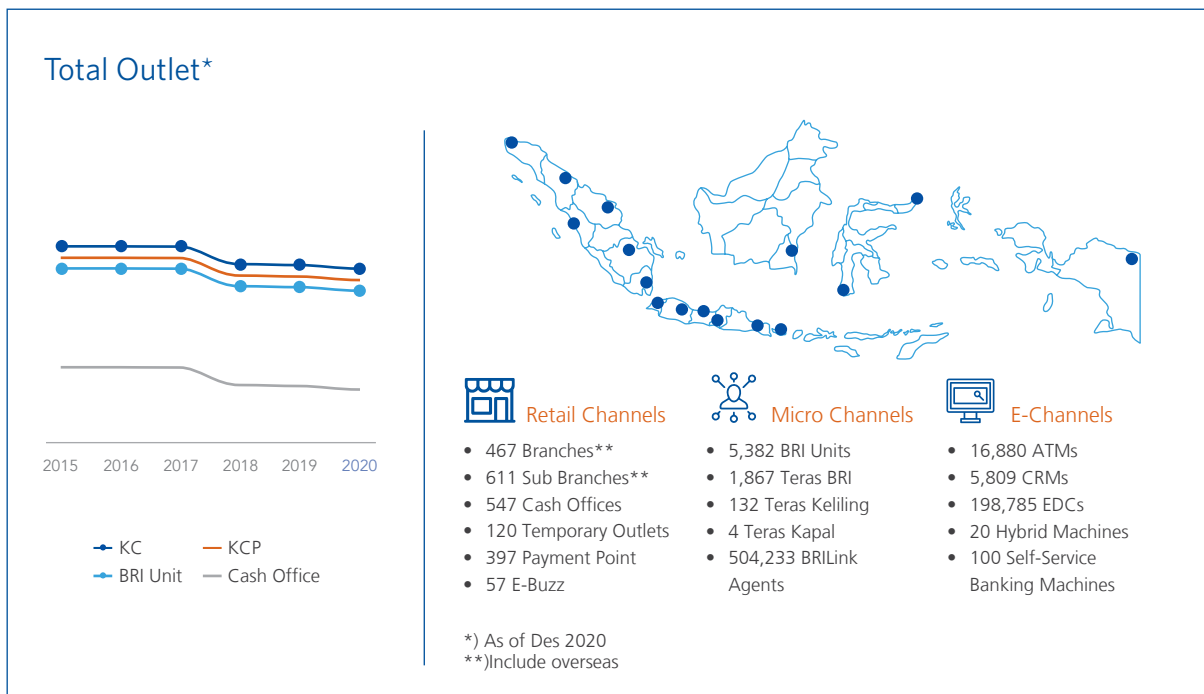 Total Outlet*
2015 2016 2017 2018 2019 2020
KC
KCP
BRI Unit
Cash Office
Retail Channels
• 467 Branches**
• 611 Sub Branches**
• 547 Cash Offices
• 120 Temporary Outlets
• 397 Payment Point
• 57 E-Buzz
Micro Channels
• 5,382 BRI Units
• 1,867 Teras BRI
• 132 Teras Keliling
• 4 Teras Kapal
• 504,233 BRILink
Agents
E-Channels
• 16,880 ATMs
• 5,809 CRMs
• 198,785 EDCs
• 20 Hybrid Machines
• 100 Self-Service
Banking Machines
*) As of Des 2020
**)Include overseas